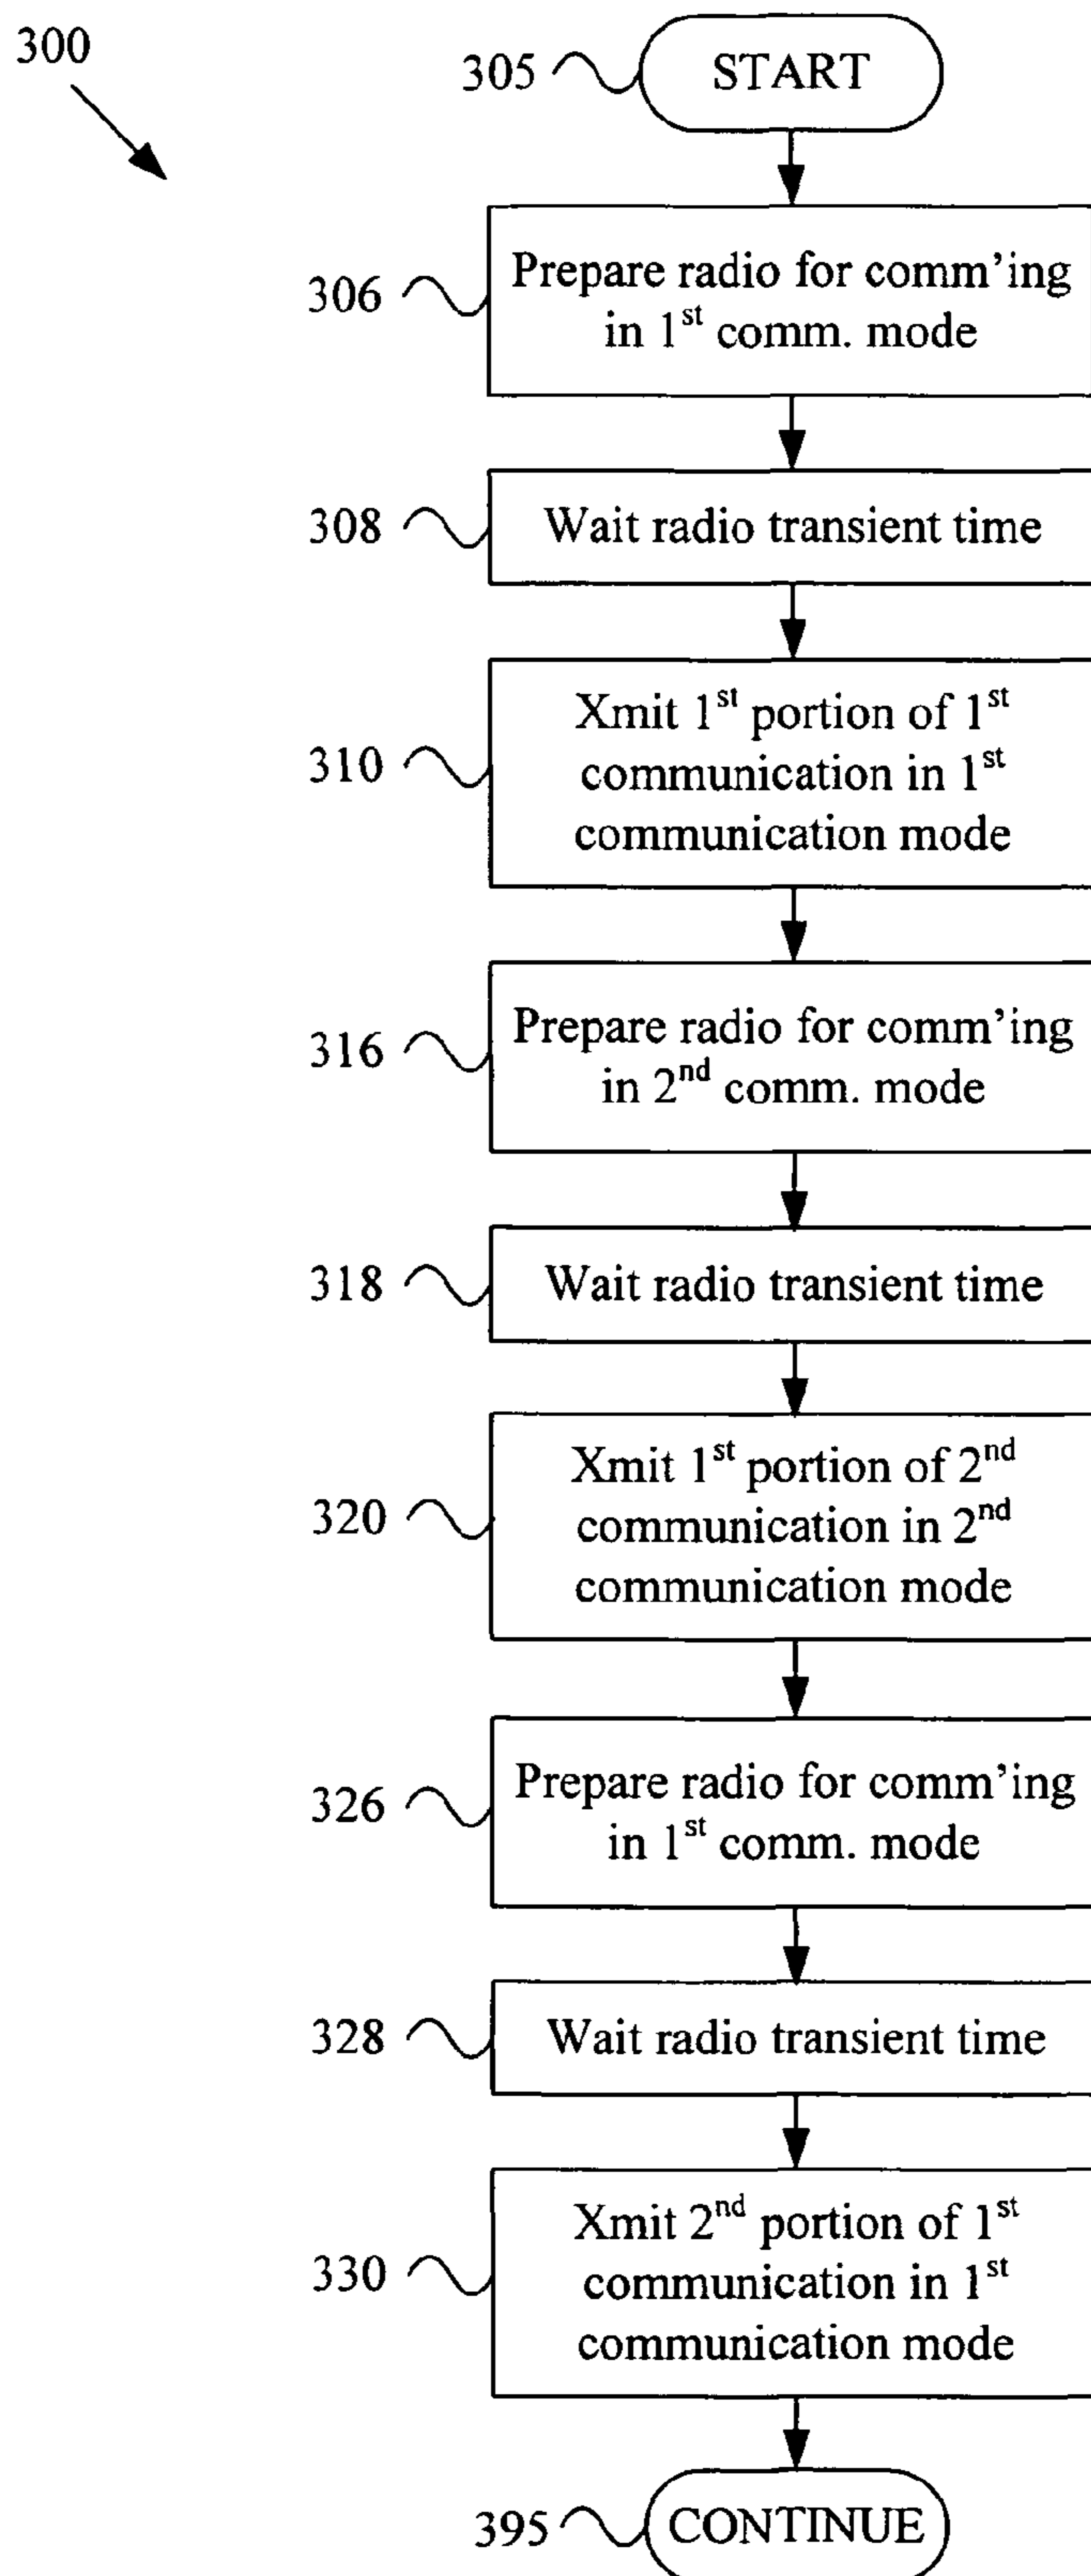 300
305
START
306
Prepare radio for comm'ing
in 1st comm. mode
308
Wait radio transient time
310
Xmit 1st portion of 1st
communication in 1st
communication mode
316
Prepare radio for comm'ing
in 2nd comm. mode
318
Wait radio transient time
320
Xmit 1st portion of 2nd
communication in 2nd
communication mode
326
Prepare radio for comm'ing
in 1st comm. mode
328
Wait radio transient time
330
Xmit 2nd portion of 1st
communication in 1st
communication mode
395
CONTINUE